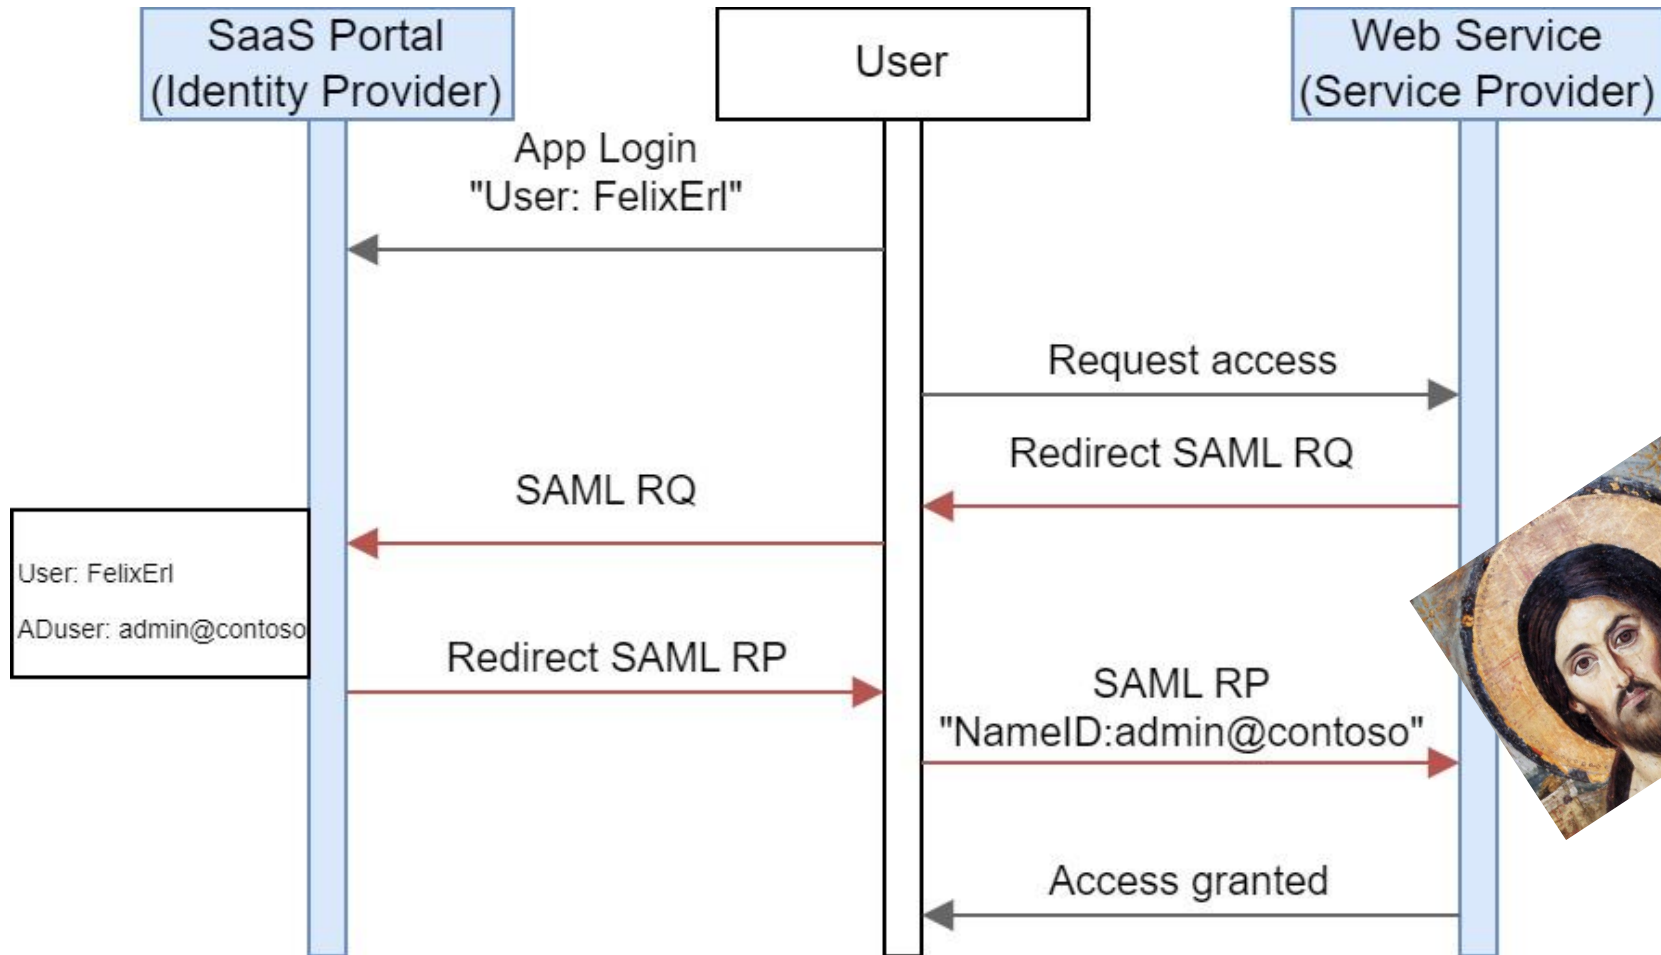 SaaS Portal
(Identity Provider)
User
Web Service
(Service Provider)
App Login
"User: FelixErl"
Request access
Redirect SAML RQ
SAML RQ
User: FelixErl
ADuser: admin@contoso
Redirect SAML RP
SAML RP
"NameID:admin@contoso"
Access granted